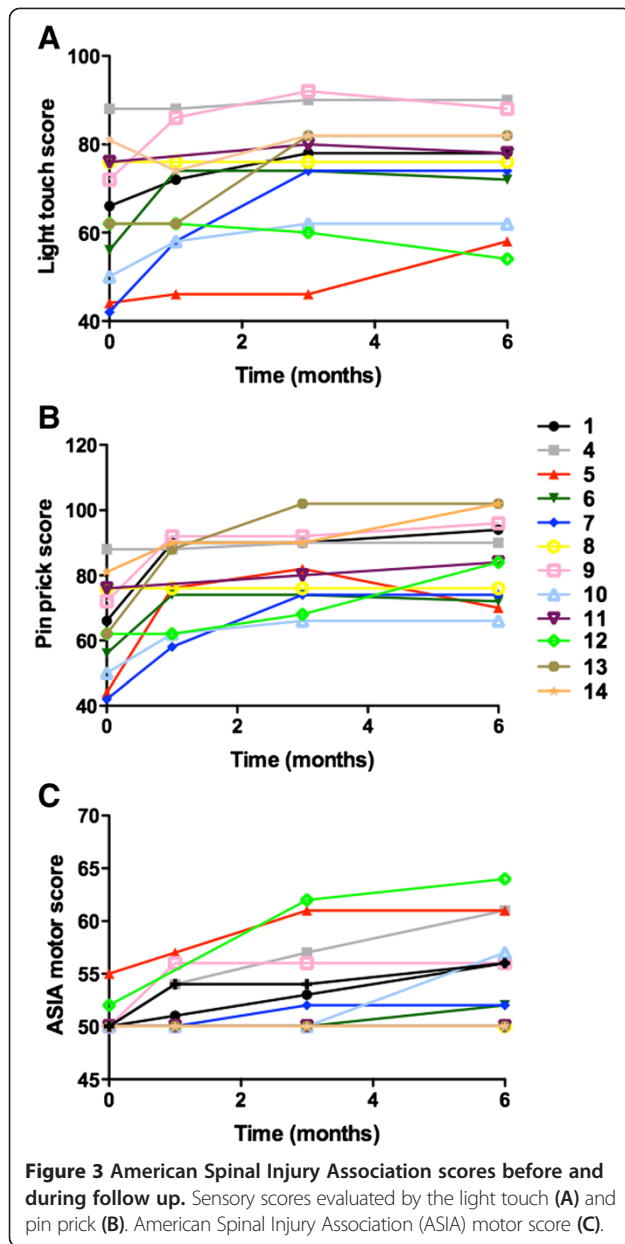 A
100
80
60
40
Light touch score
0 2 4 6
Time (months)
B
120
100
80
60
40
Pin prick score
0 2 4 6
Time (months)
1
4
5
6
7
8
9
10
11
12
13
14
C
70
65
60
55
50
45
ASIA motor score
0 2 4 6
Time (months)
Figure 3 American Spinal Injury Association scores before and
during follow up. Sensory scores evaluated by the light touch (A) and
pin prick (B). American Spinal Injury Association (ASIA) motor score (C).